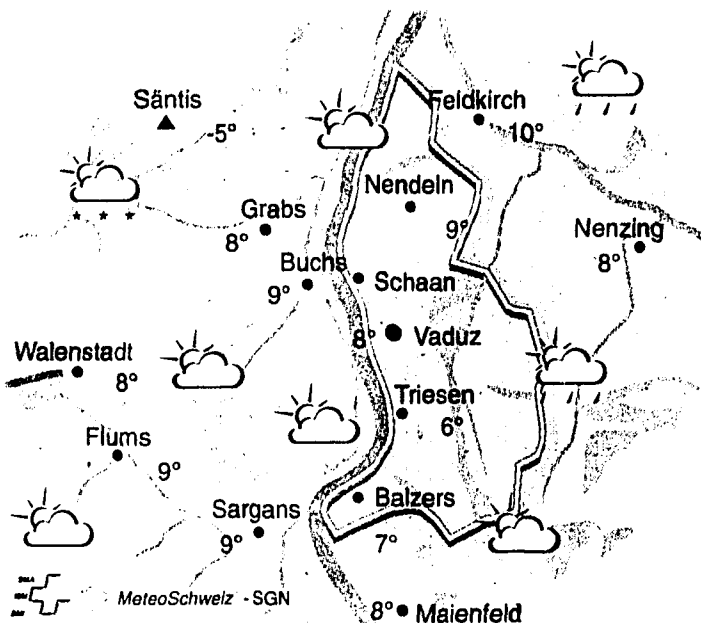 Säntis
-5°
Feldkirch
10°
Nendeln
9°
Grabs
8°
Nenzing
8°
Buchs
9°
Schaan
8°
Vaduz
Walenstadt
8°
Triesen
6°
Flums
9°
Balzers
7°
Sargans
9°
MeteoSchweiz - SGN
8°
Maienfeld